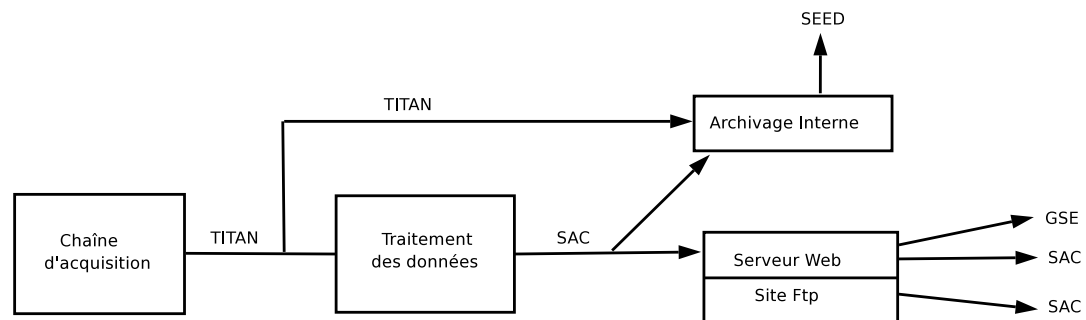 SEED
TITAN
Archivage Interne
Chaîne
d'acquisition
TITAN
Traitement
des données
SAC
Serveur Web
Site Ftp
GSE
SAC
SAC